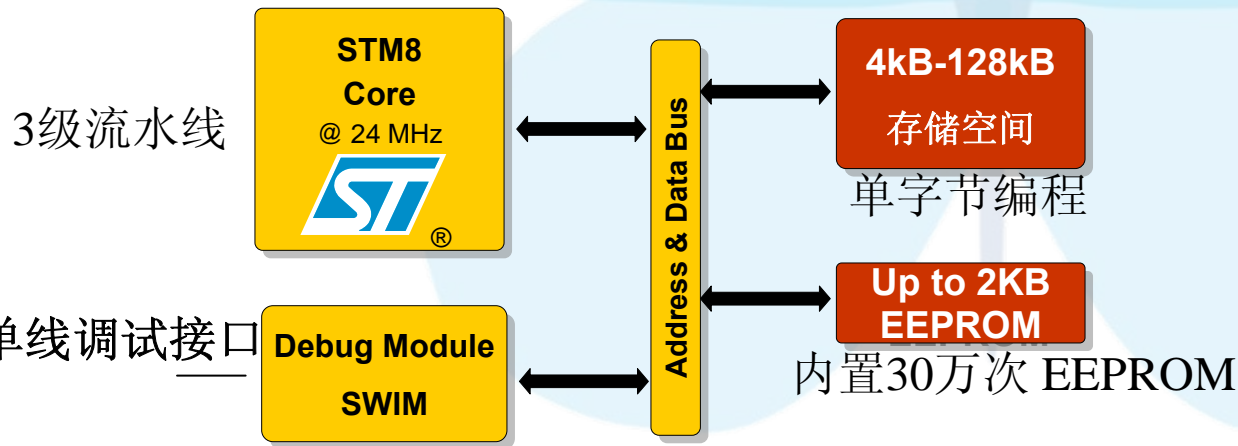 3级流水线
STM8
Core
@ 24 MHz
ST
®
单线调试接口
Debug Module
SWIM
Address & Data Bus
4kB-128kB
存储空间
单字节编程
Up to 2KB
EEPROM
内置30万次 EEPROM